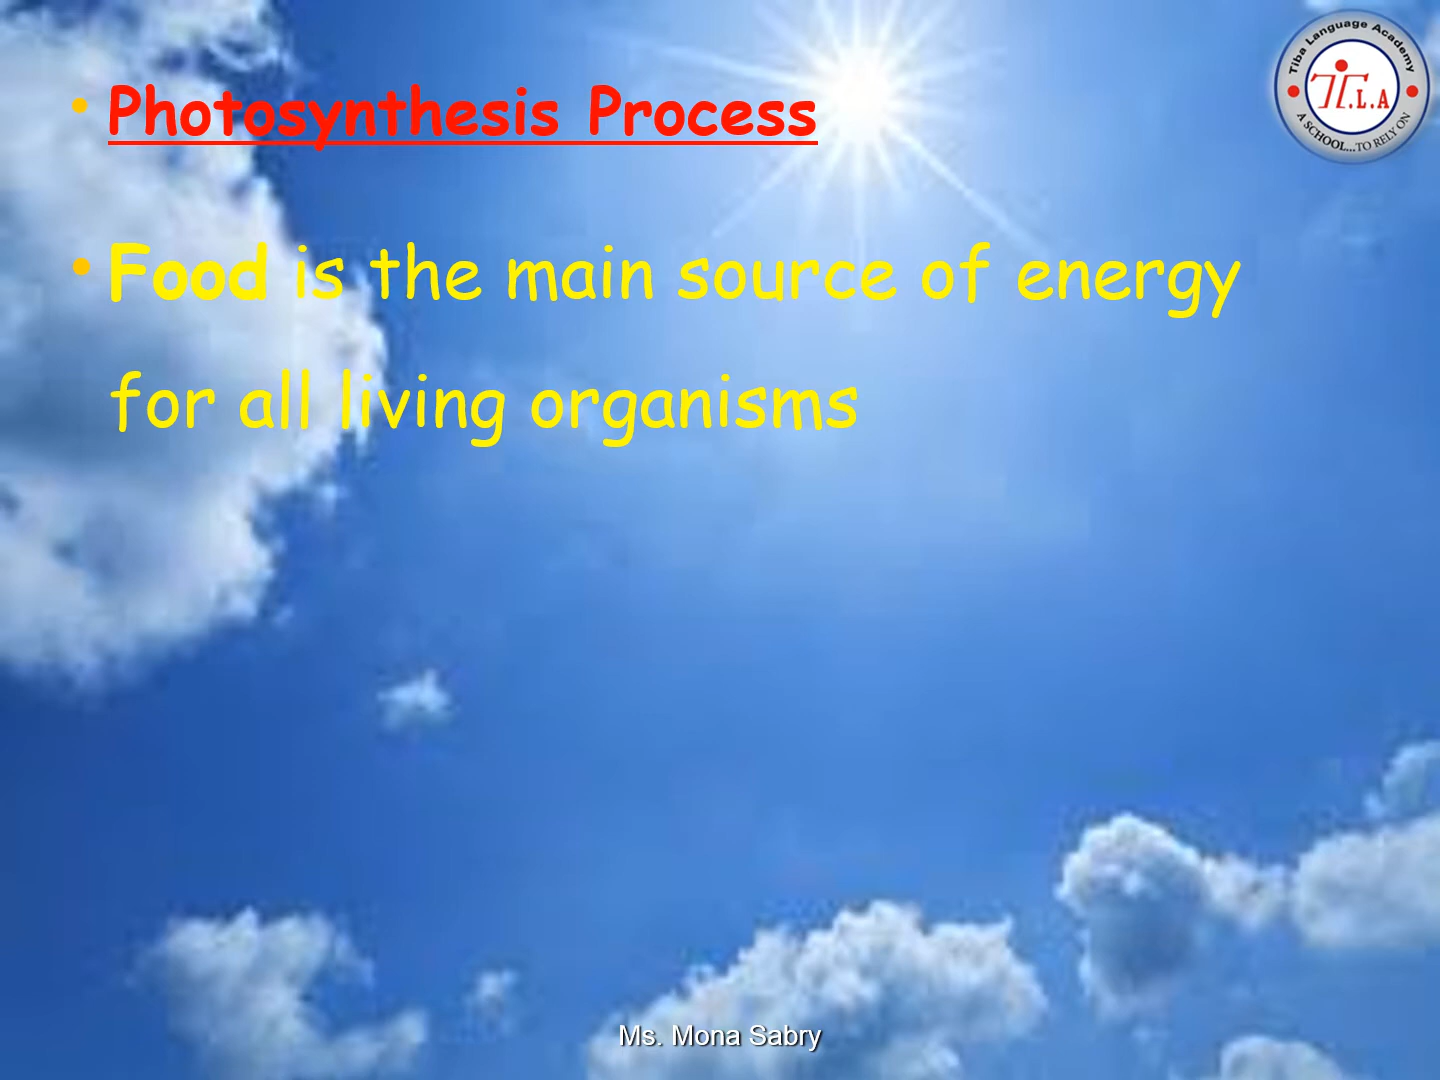 • Photosynthesis Process
• Food is the main source of energy
for all living organisms
Tiba Language Academy
T.L.A
A SCHOOL...TO RELY ON
Ms. Mona Sabry